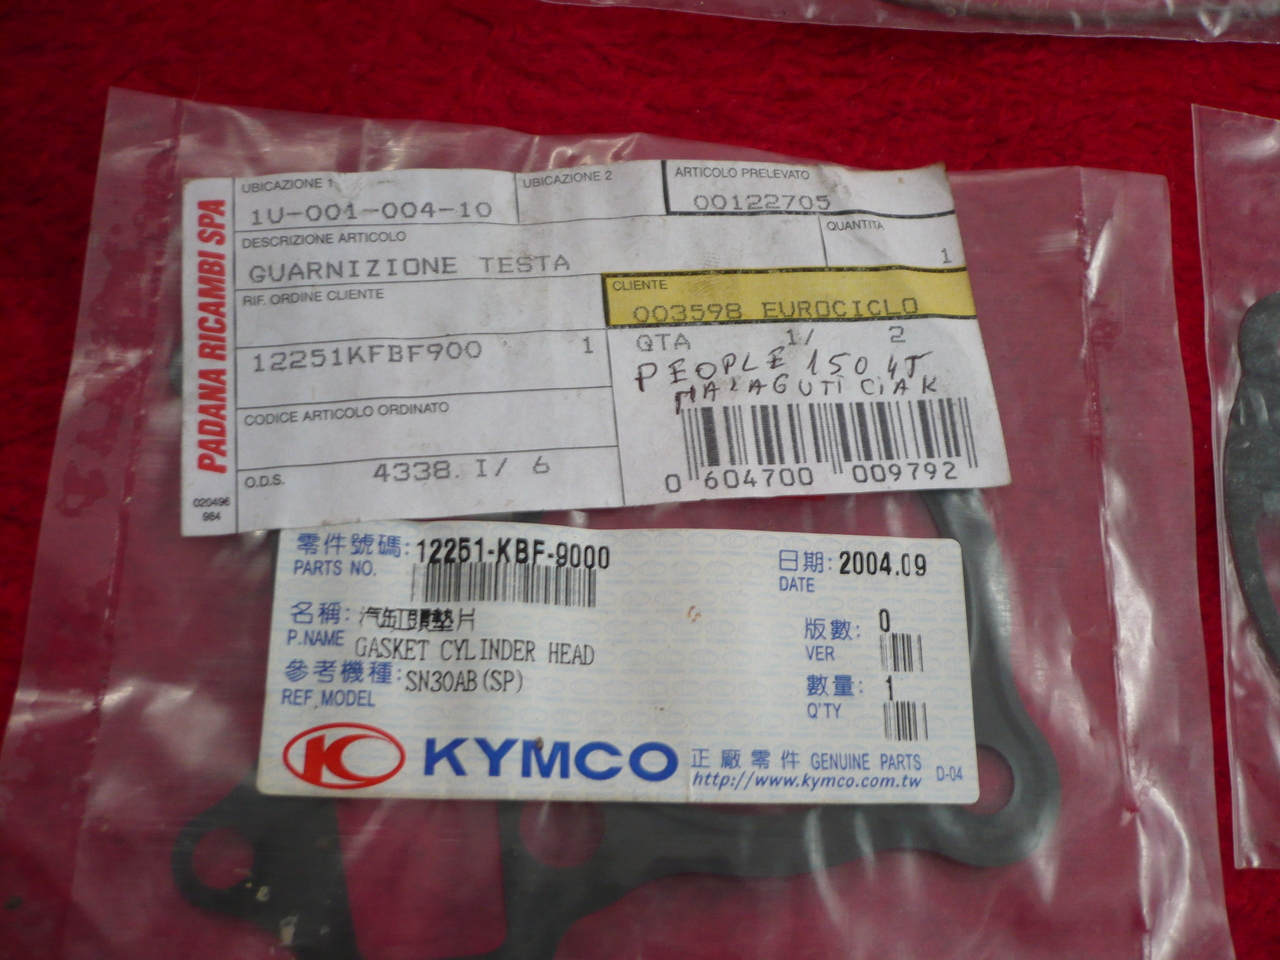 PADANA RICAMBI SPA
020496
984
UBICAZIONE 1
1U-001-004-10
UBICAZIONE 2
ARTICOLO PRELEVATO
00122705
DESCRIZIONE ARTICOLO
GUARNIZIONE TESTA
QUANTITA
1
RIF. ORDINE CLIENTE
CLIENTE
003598 EUROCICLO
12251KFBF900 1
QTA 1/ 2
PEOPLE 150 4T
MALAGUTI CIAK
CODICE ARTICOLO ORDINATO
O.D.S. 4338. I/ 6
0 604700 009792
零件號碼: 12251-KBF-9000
PARTS NO.
日期: 2004.09
DATE
名稱: 汽缸頭墊片
P.NAME GASKET CYLINDER HEAD
版數: 0
VER
參考機種: SN30AB(SP)
REF. MODEL
數量: 1
Q'TY
KYMCO 正廠零件 GENUINE PARTS D-04
http://www.kymco.com.tw